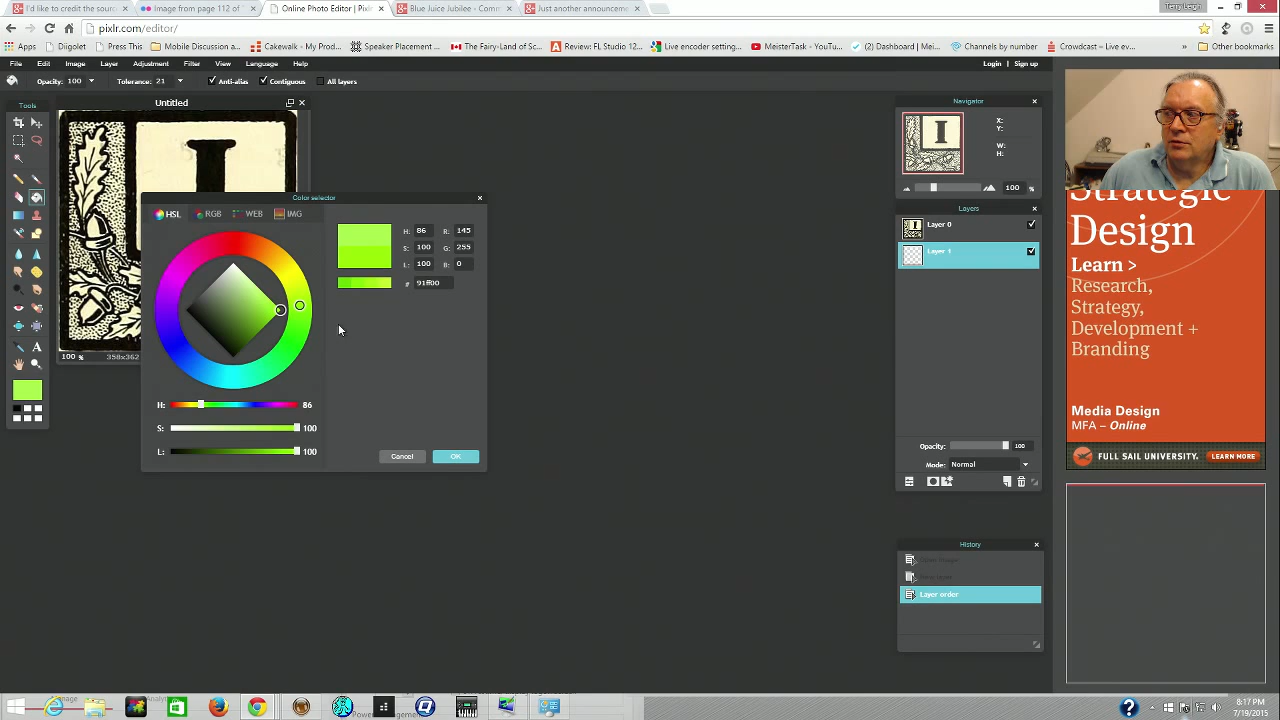 I'd like to credit the sourc
Image from page 112 of
Online Photo Editor | Pixlr
Blue Juice Jubilee - Comm
Just another announceme
Terry Leigh
pixlr.com/editor/
Apps
Diigolet
Press This
Mobile Discussion a
Cakewalk - My Prod
Speaker Placement
The Fairy-Land of Sc
Review: FL Studio 12
Live encoder setting
MeisterTask - YouTu
(2) Dashboard | Mei
Channels by number
Crowdcast — Live ev
Other bookmarks
File Edit Image Layer Adjustment Filter View Language Help
Login | Sign up
Opacity: 100 Tolerance: 21 Anti-alias Contiguous All layers
Tools
Untitled
I
100 %
358x362
Color selector
HSL RGB WEB IMG
H: 86 R: 145
S: 100 G: 255
L: 100 B: 0
# 91ff00
H: 86
S: 100
L: 100
Cancel OK
Navigator
X:
Y:
W:
H:
100 %
Layers
Layer 0
Layer 1
Opacity: 100
Mode: Normal
History
Layer order
Strategic
Design
Learn >
Research,
Strategy,
Development +
Branding
Media Design
MFA – Online
FULL SAIL UNIVERSITY.
LEARN MORE
8:17 PM
7/19/2015